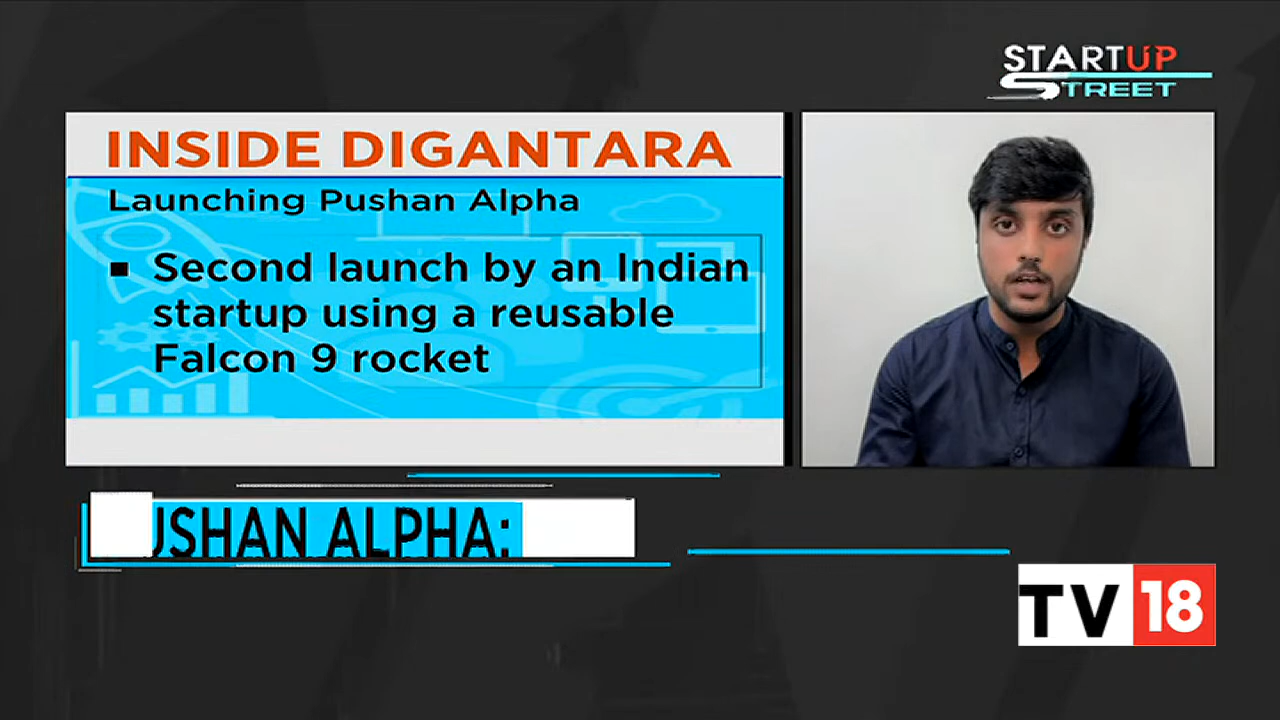 STARTUP
STREET
INSIDE DIGANTARA
Launching Pushan Alpha
▪ Second launch by an Indian
startup using a reusable
Falcon 9 rocket
USHAN ALPHA:
TV18